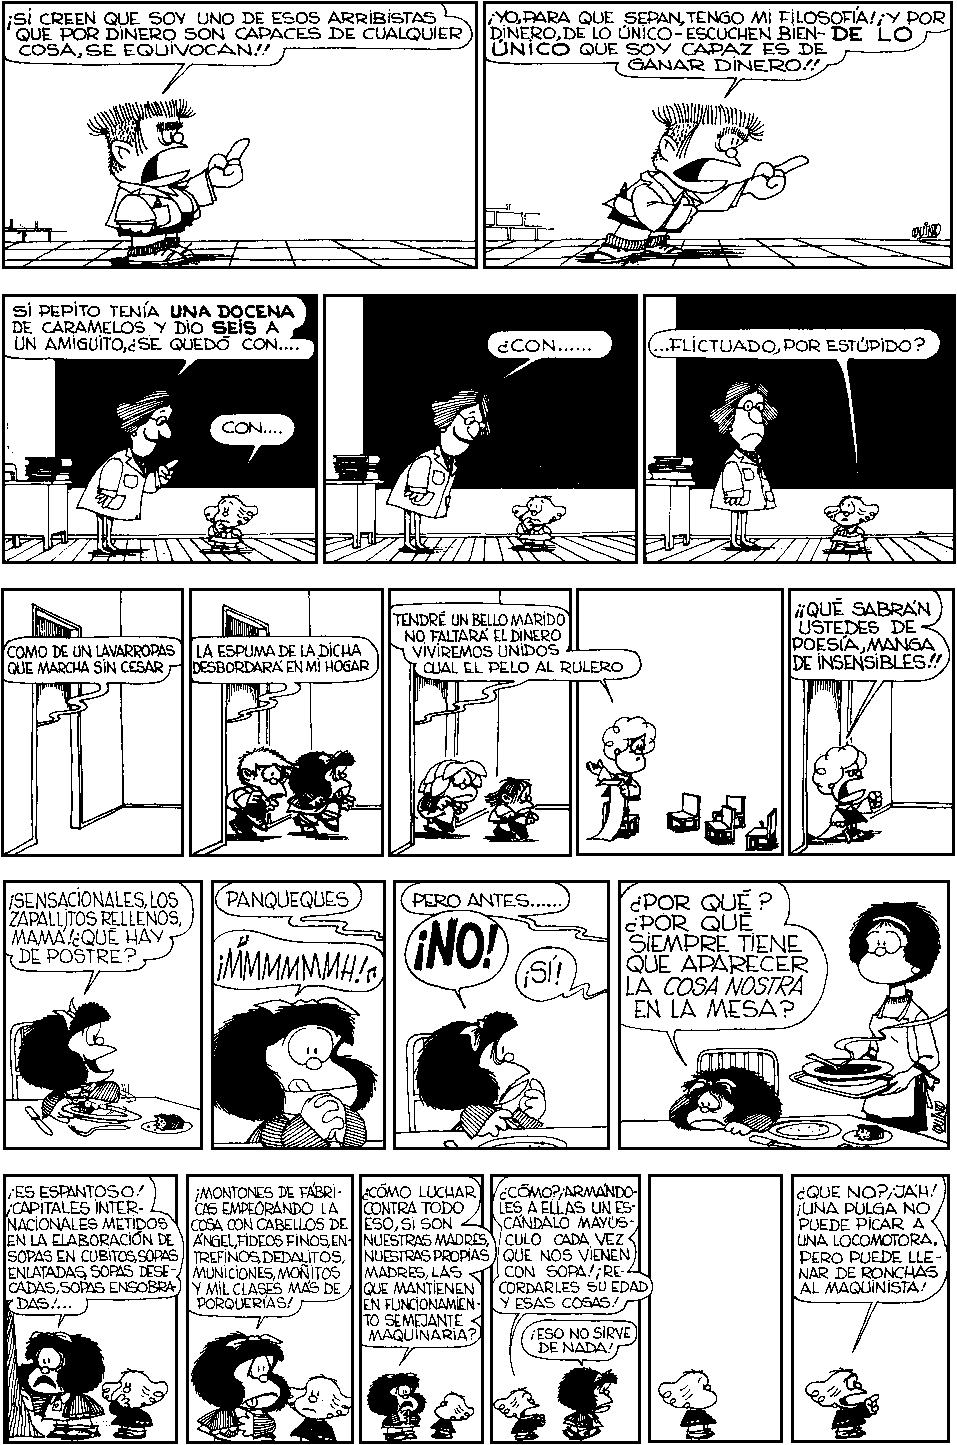 ¡SI CREEN QUE SOY UNO DE ESOS ARRIBISTAS
QUE POR DINERO SON CAPACES DE CUALQUIER
COSA, SE EQUIVOCAN!!
¡YO, PARA QUE SEPAN, TENGO MI FILOSOFÍA! ¡Y POR
DINERO, DE LO ÚNICO-ESCUCHEN BIEN-DE LO
ÚNICO QUE SOY CAPAZ ES DE
GANAR DINERO!!
QUINO
SI PEPITO TENÍA UNA DOCENA
DE CARAMELOS Y DIO SEIS A
UN AMIGUITO, ¿SE QUEDÓ CON....
CON....
¿CON......
...FLICTUADO, POR ESTÚPIDO?
COMO DE UN LAVARROPAS
QUE MARCHA SIN CESAR
LA ESPUMA DE LA DICHA
DESBORDARÁ EN MI HOGAR
TENDRÉ UN BELLO MARIDO
NO FALTARÁ EL DINERO
VIVIREMOS UNIDOS
CUAL EL PELO AL RULERO
¡¡QUÉ SABRÁN
USTEDES DE
POESÍA, MANGA
DE INSENSIBLES!!
¡SENSACIONALES, LOS
ZAPALLITOS RELLENOS,
MAMÁ! ¿QUÉ HAY
DE POSTRE?
PANQUEQUES
¡MMMMMMH!
PERO ANTES......
¡NO!
¡SÍ!
¿POR QUÉ?
¿POR QUÉ
SIEMPRE TIENE
QUE APARECER
LA COSA NOSTRA
EN LA MESA?
QUINO
¡ES ESPANTOSO!
¡CAPITALES INTER-
NACIONALES METIDOS
EN LA ELABORACIÓN DE
SOPAS EN CUBITOS, SOPAS
ENLATADAS, SOPAS DESE-
CADAS, SOPAS ENSOBRA
DAS!...
¡MONTONES DE FÁBRI-
CAS EMPEORANDO LA
COSA CON CABELLOS DE
ÁNGEL, FIDEOS FINOS, EN-
TREFINOS, DEDALITOS,
MUNICIONES, MOÑITOS
Y MIL CLASES MÁS DE
PORQUERÍAS!
¿CÓMO LUCHAR
CONTRA TODO
ESO, SI SON
NUESTRAS MADRES,
NUESTRAS PROPIAS
MADRES, LAS
QUE MANTIENEN
EN FUNCIONAMIEN-
TO SEMEJANTE
MAQUINARIA?
¿CÓMO? ¡ARMÁNDO-
LES A ELLAS UN ES-
CÁNDALO MAYÚS-
CULO CADA VEZ
QUE NOS VIENEN
CON SOPA! ¡RE-
CORDARLES SU EDAD
Y ESAS COSAS!
¡ESO NO SIRVE
DE NADA!
¿QUE NO? ¡JÁH!
¡UNA PULGA NO
PUEDE PICAR A
UNA LOCOMOTORA,
PERO PUEDE LLE-
NAR DE RONCHAS
AL MAQUINISTA!